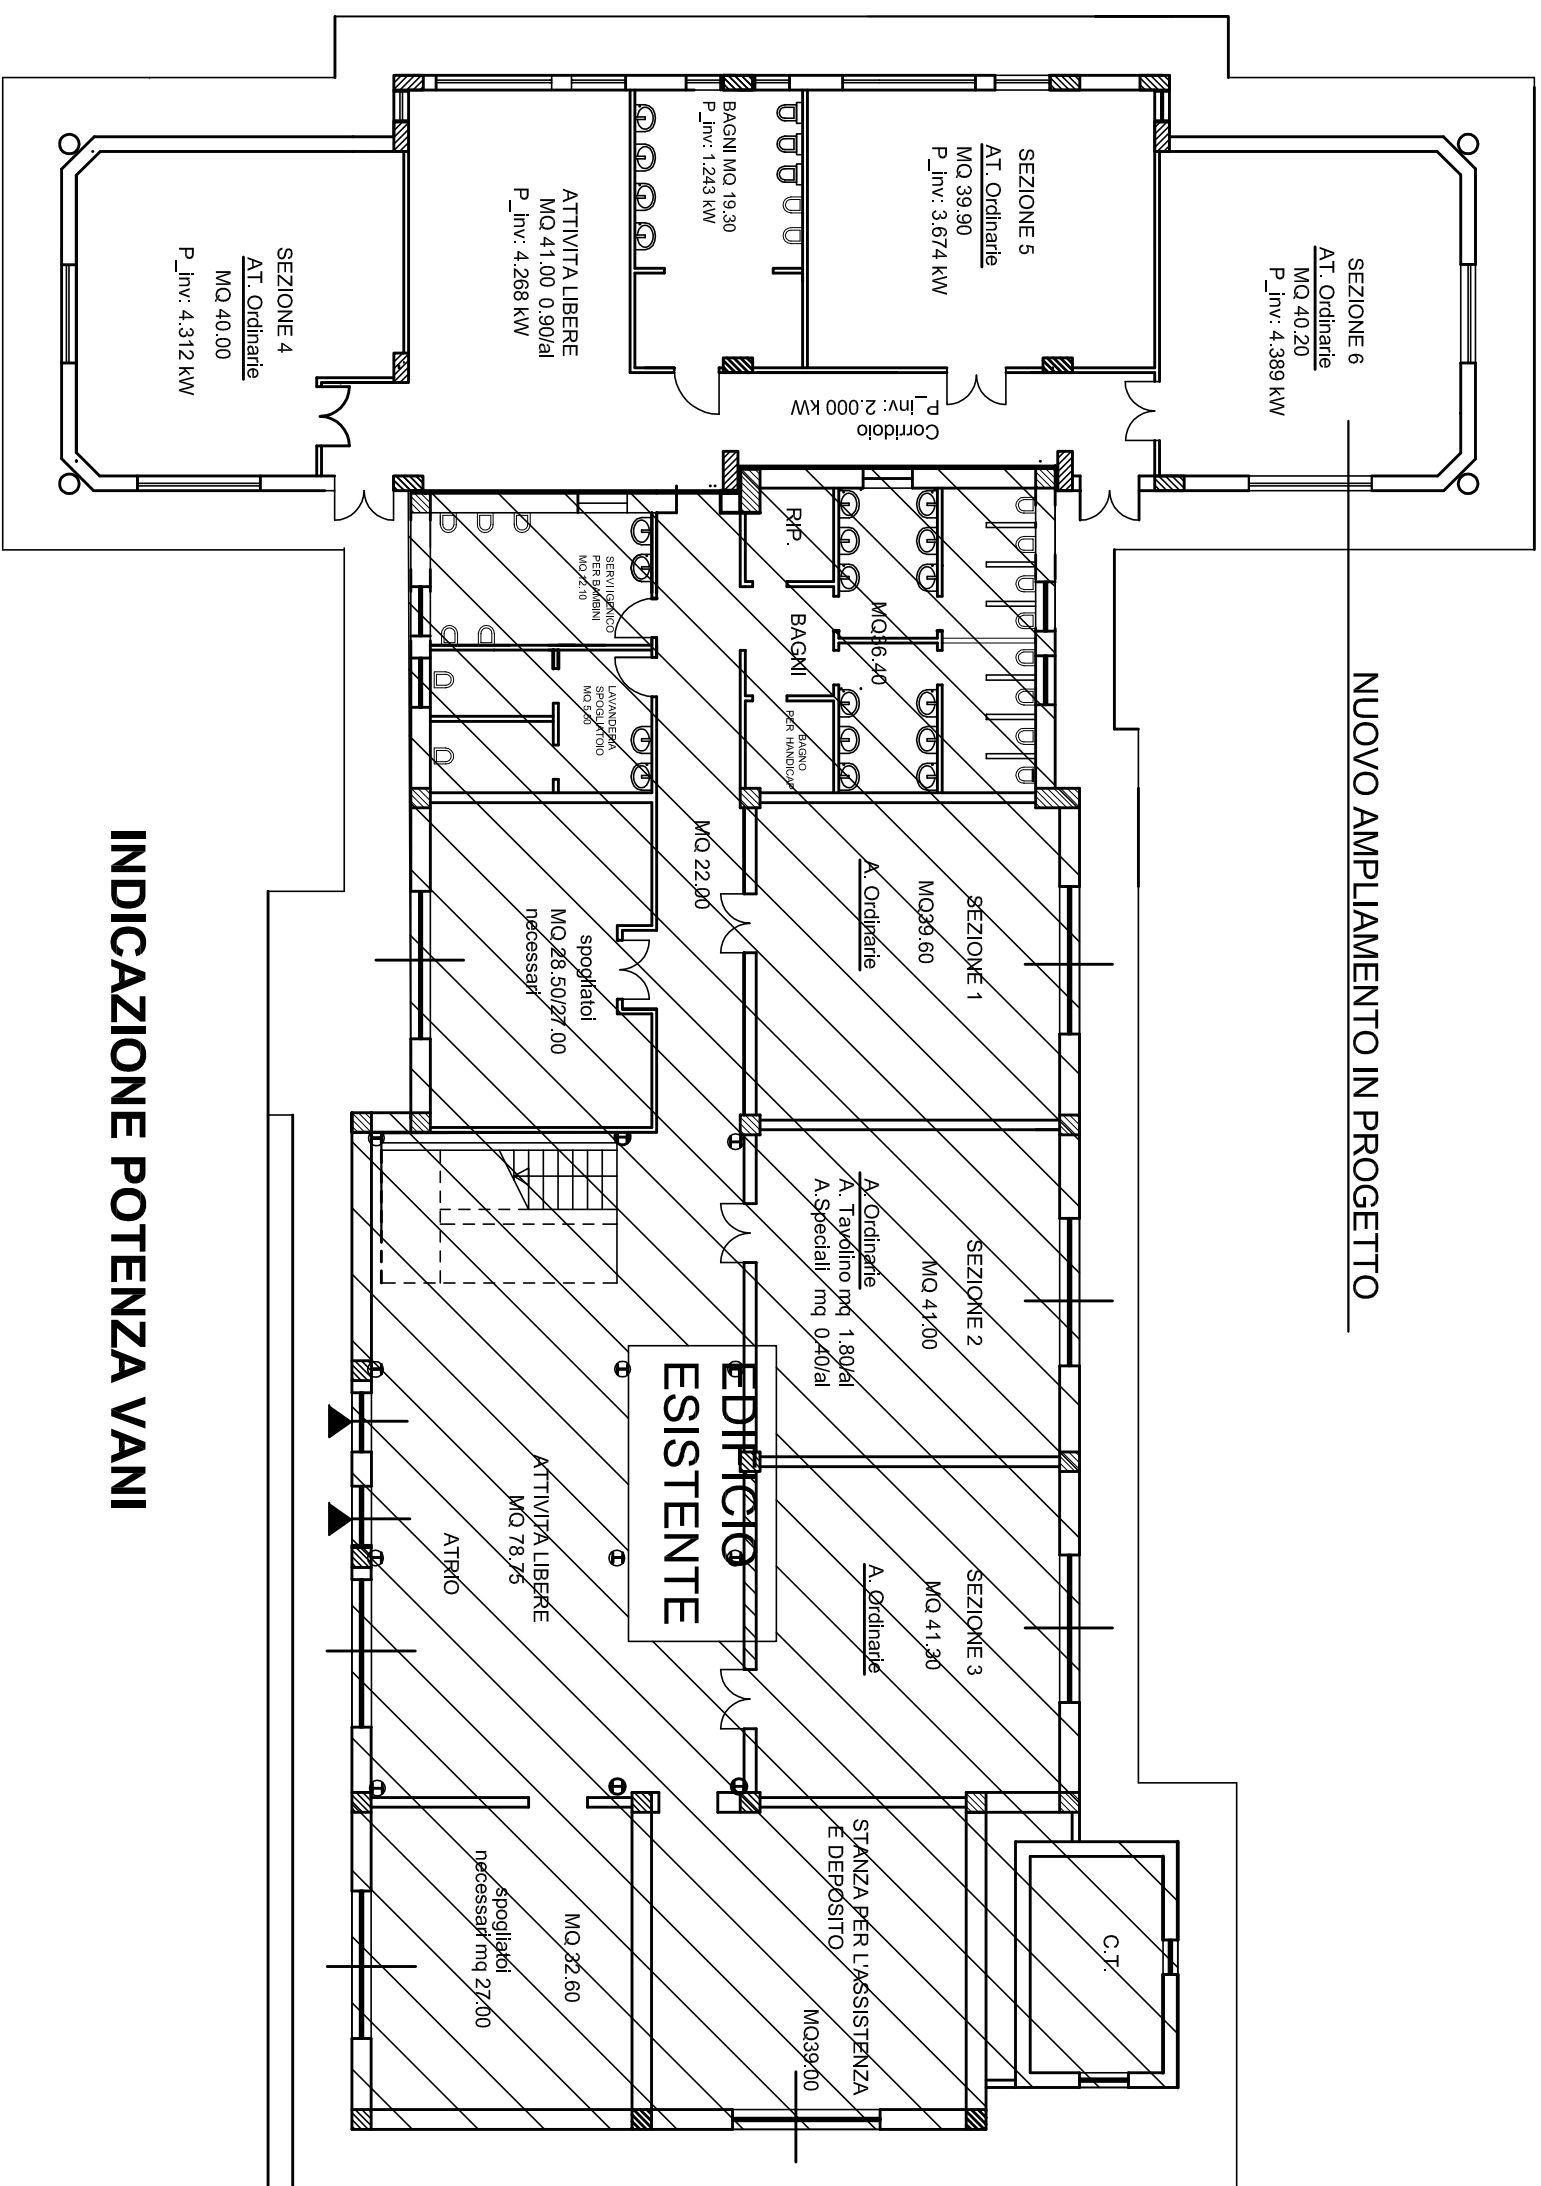 NUOVO AMPLIAMENTO IN PROGETTO
SEZIONE 6
AT. Ordinarie
MQ 40.20
P_inv: 4.389 kW
SEZIONE 5
AT. Ordinarie
MQ 39.90
P_inv: 3.674 kW
BAGNI MQ 19.30
P_inv: 1.243 kW
Corridoio
P_inv: 2.000 kW
ATTIVITA LIBERE
MQ 41.00 0.90/al
P_inv: 4.268 kW
SEZIONE 4
AT. Ordinarie
MQ 40.00
P_inv: 4.312 kW
RIP.
BAGNI
MQ36.40
BAGNO
PER HANDICAP
SERVI IGENICO
PER BAMBINI
MQ 12.10
LAVANDERIA
SPOGLIATOIO
MQ 5.00
MQ 22.00
SEZIONE 1
MQ39.60
A. Ordinarie
spogliatoi
MQ 28.50/27.00
necessari
SEZIONE 2
MQ 41.00
A. Ordinarie
A. Tavolino mq 1.80/al
A.Speciali mq 0.40/al
EDIFICIO
ESISTENTE
SEZIONE 3
MQ 41.30
A. Ordinarie
ATTIVITA LIBERE
MQ 78.75
ATRIO
C.T.
STANZA PER L'ASSISTENZA
E DEPOSITO
MQ39.00
MQ 32.60
spogliatoi
necessari mq 27.00
INDICAZIONE POTENZA VANI